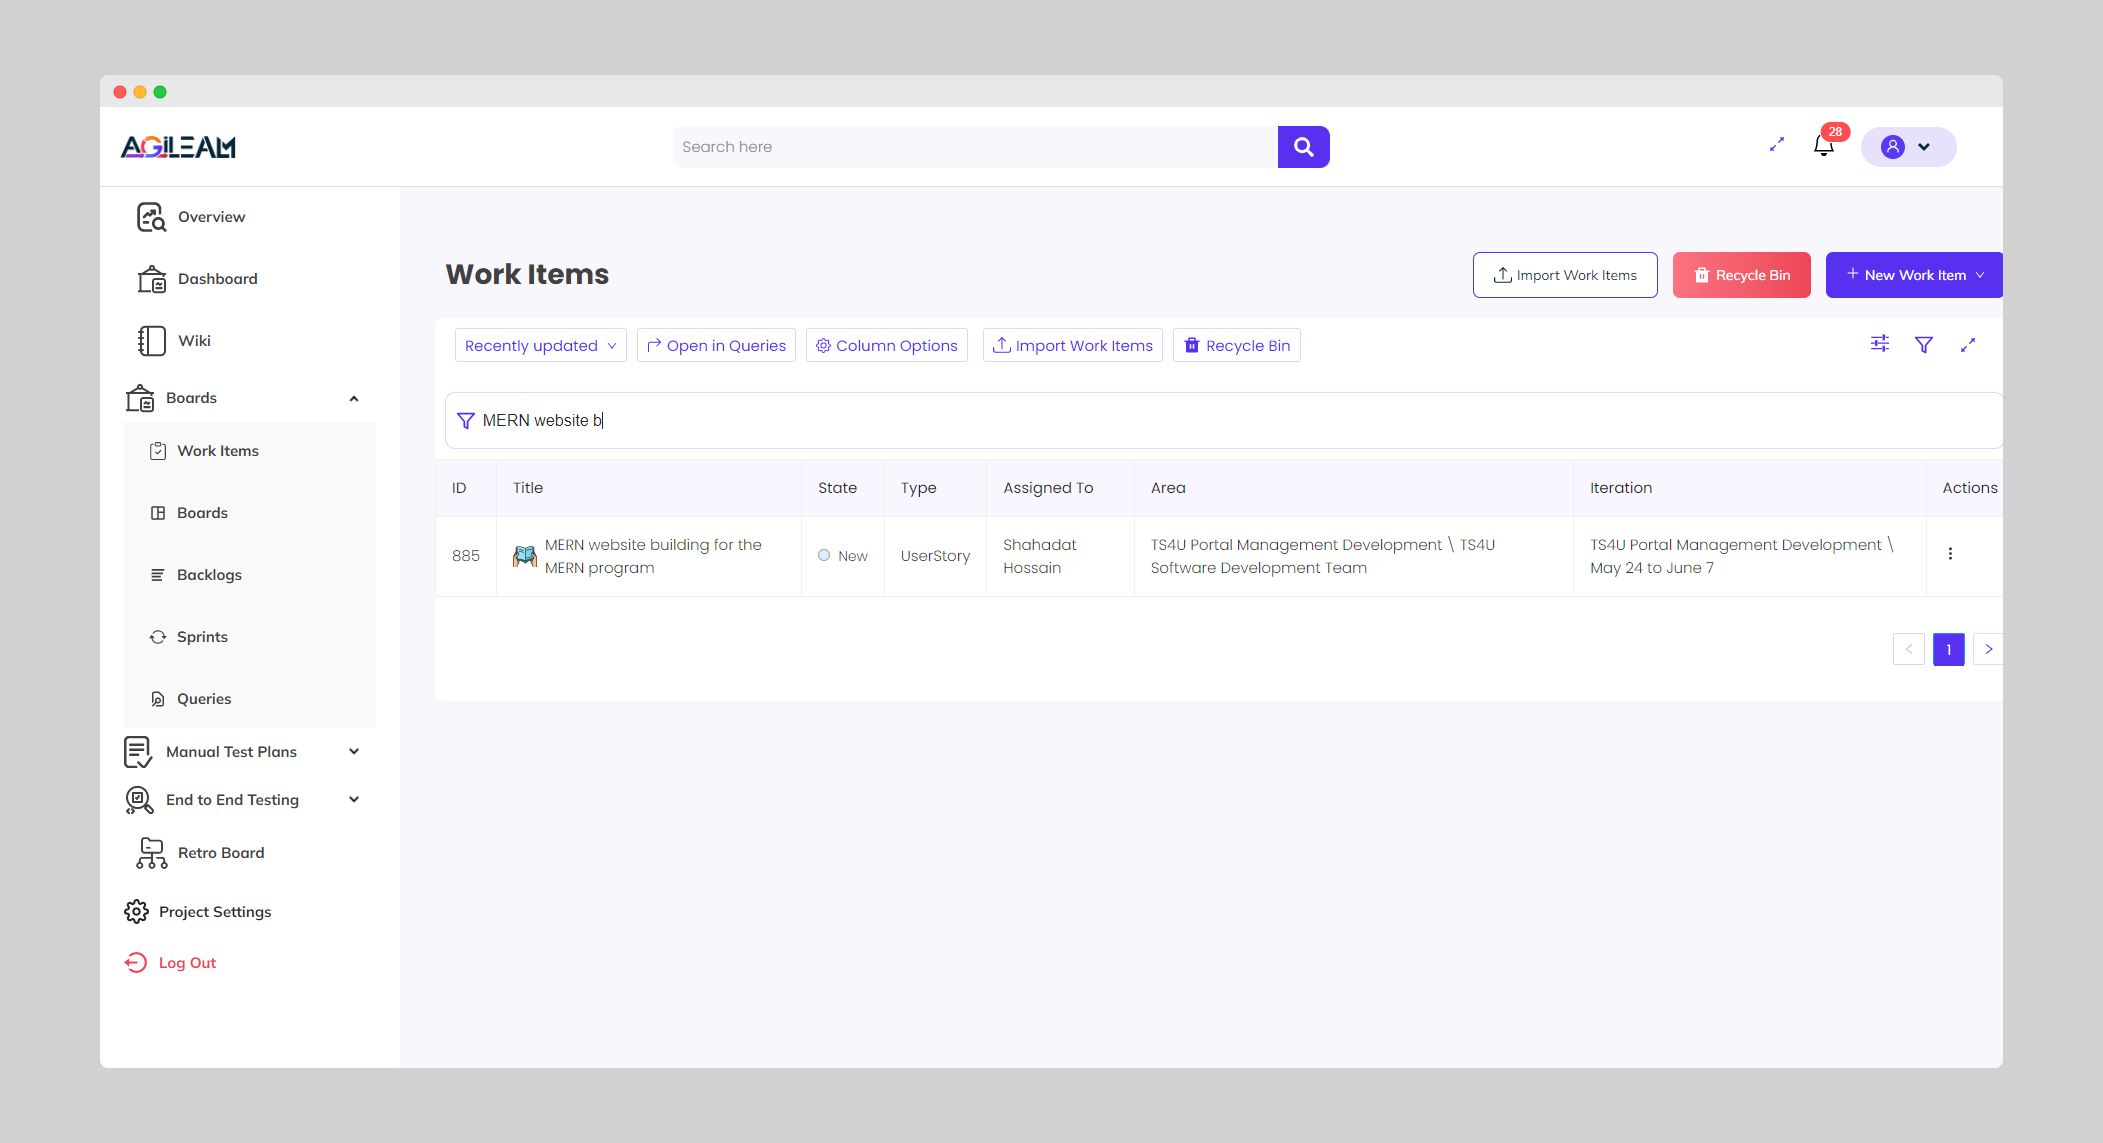 AGiLEAM
Search here
28
Overview
Dashboard
Wiki
Boards
Work Items
Boards
Backlogs
Sprints
Queries
Manual Test Plans
End to End Testing
Retro Board
Project Settings
Log Out
Work Items
Import Work Items
Recycle Bin
+ New Work Item
Recently updated
Open in Queries
Column Options
Import Work Items
Recycle Bin
MERN website b
ID Title State Type Assigned To Area Iteration Actions
885
MERN website building for the
MERN program
New
UserStory
Shahadat
Hossain
TS4U Portal Management Development \ TS4U
Software Development Team
TS4U Portal Management Development \
May 24 to June 7
< 1 >